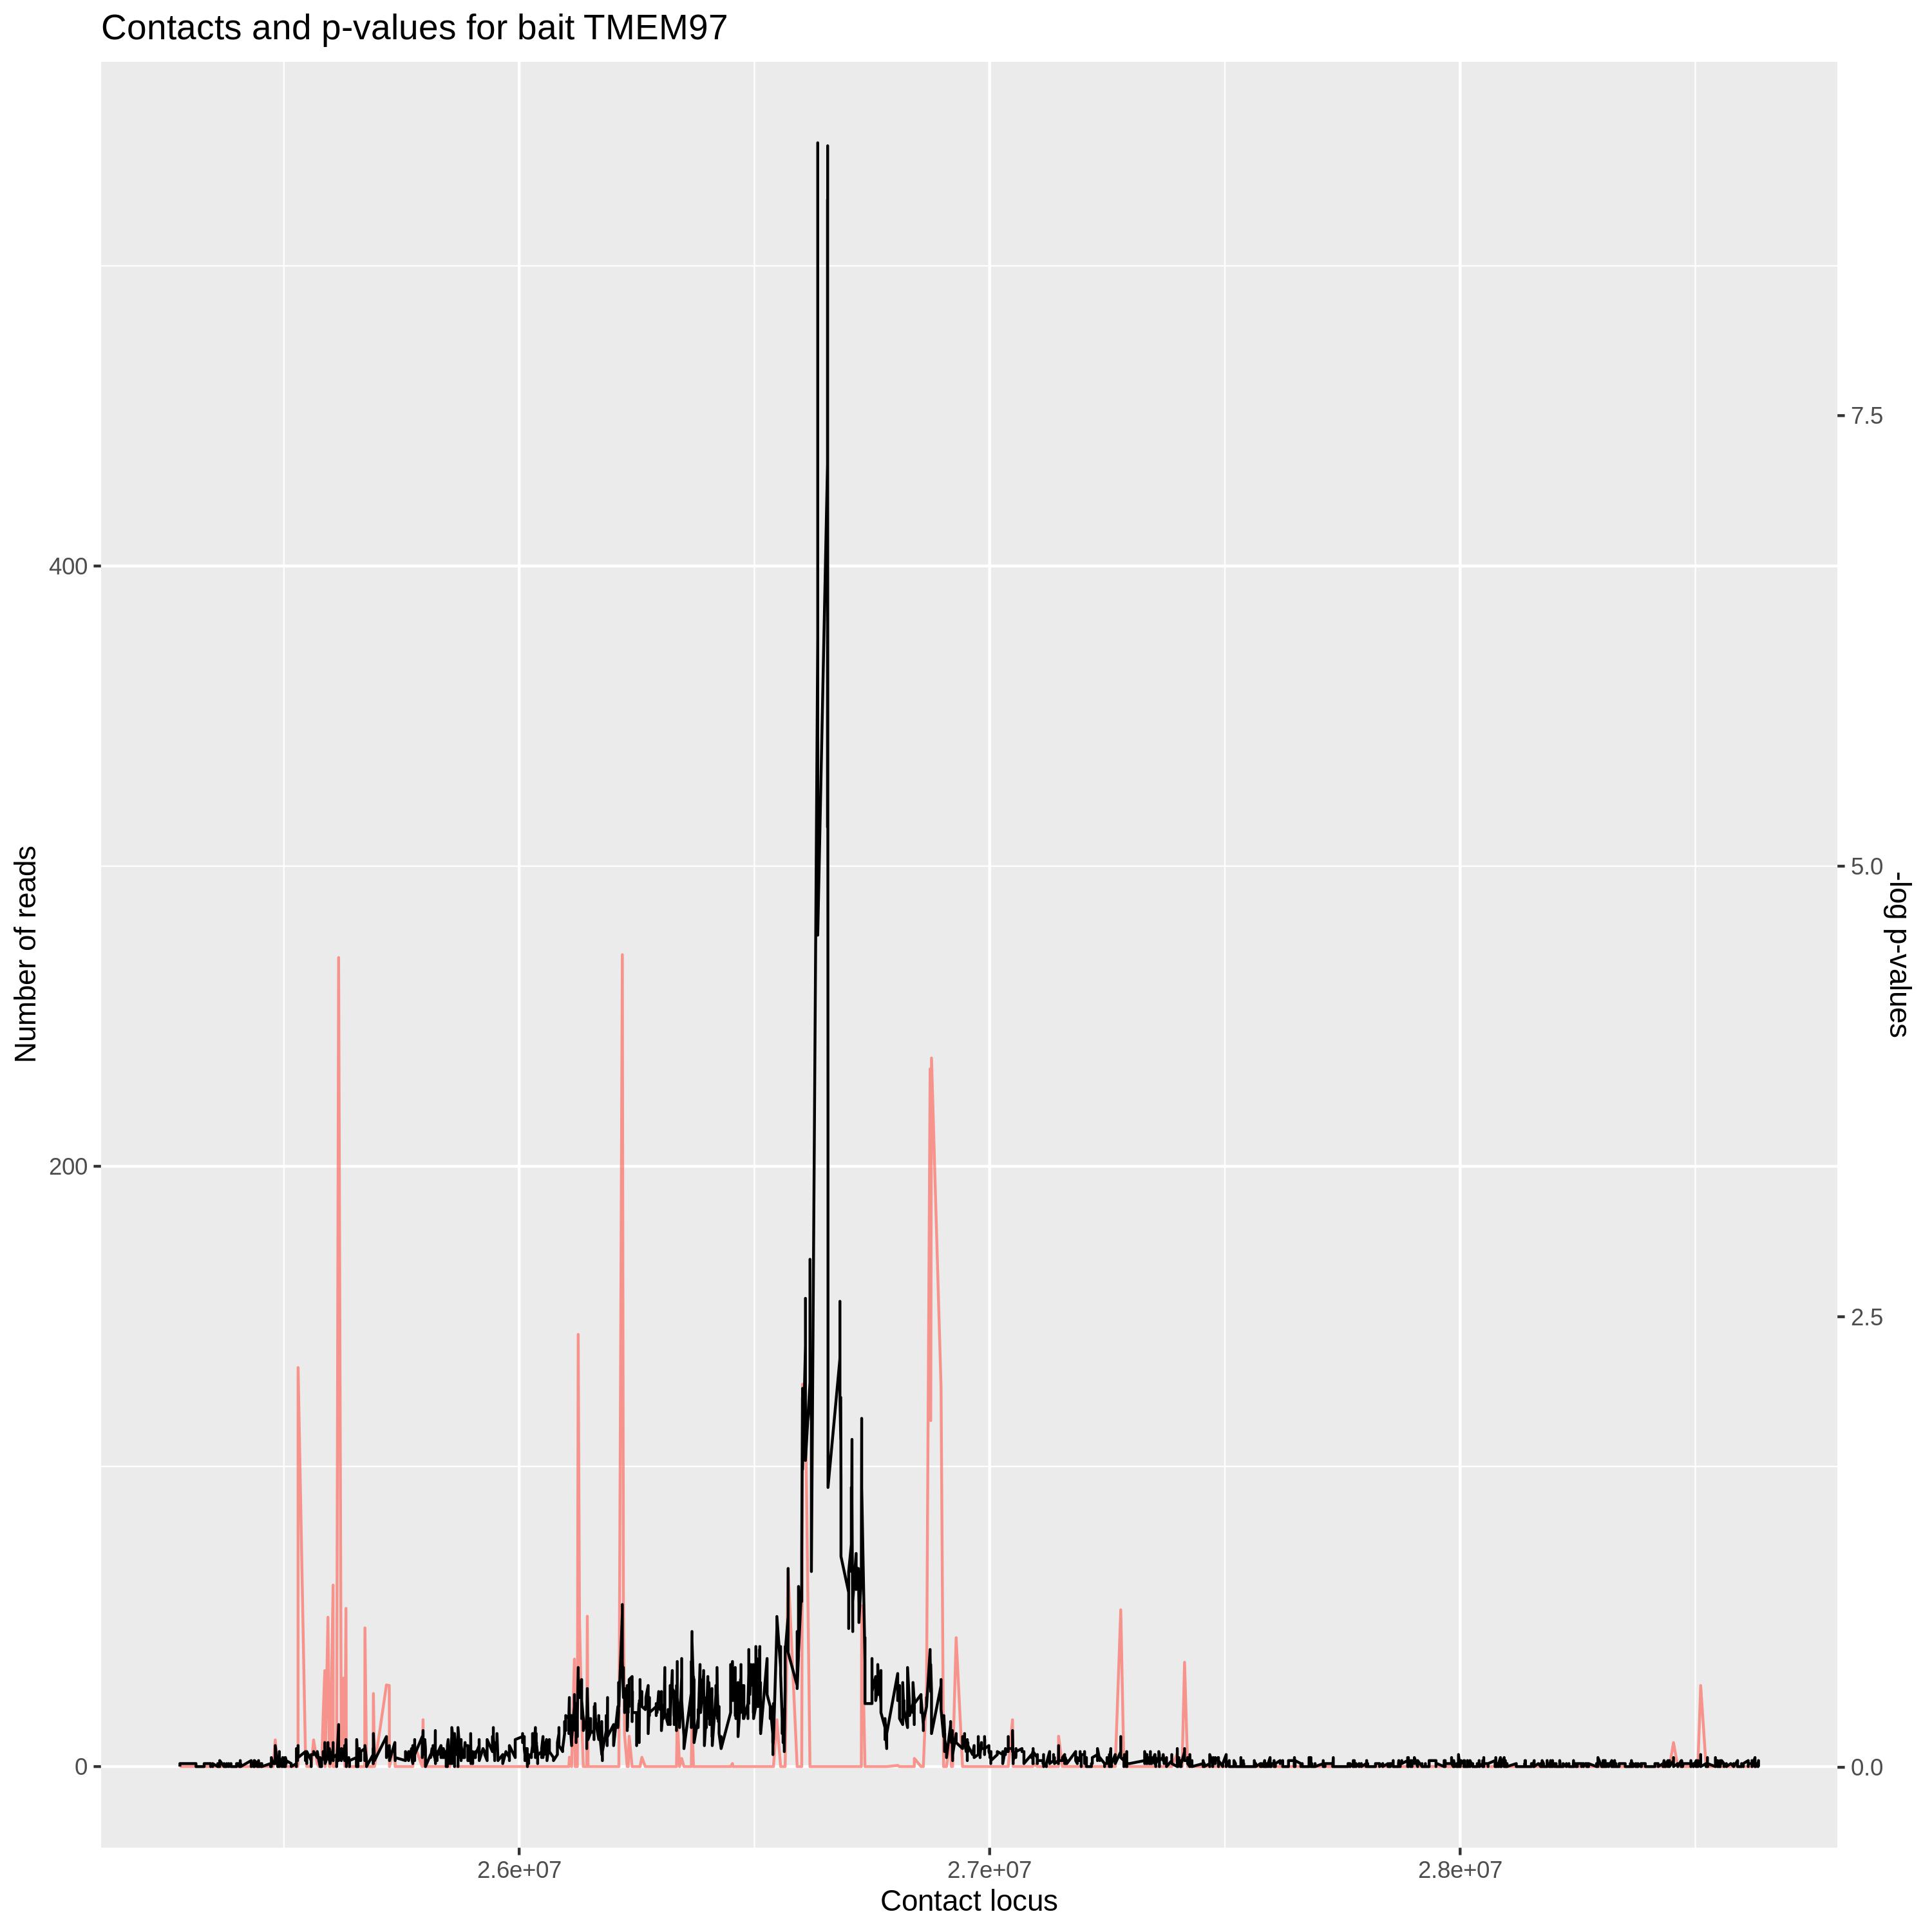 Contacts and p-values for bait TMEM97
Number of reads
400
200
0
7.5
5.0
2.5
0.0
-log p-values
2.6e+07
2.7e+07
2.8e+07
Contact locus